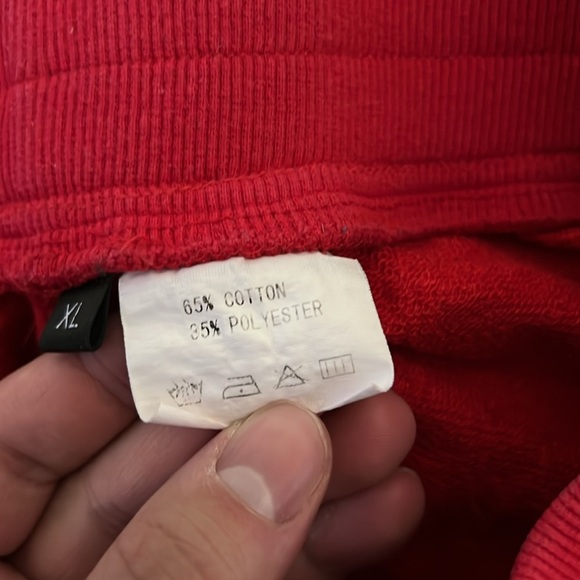 65% COTTON
35% POLYESTER
XL